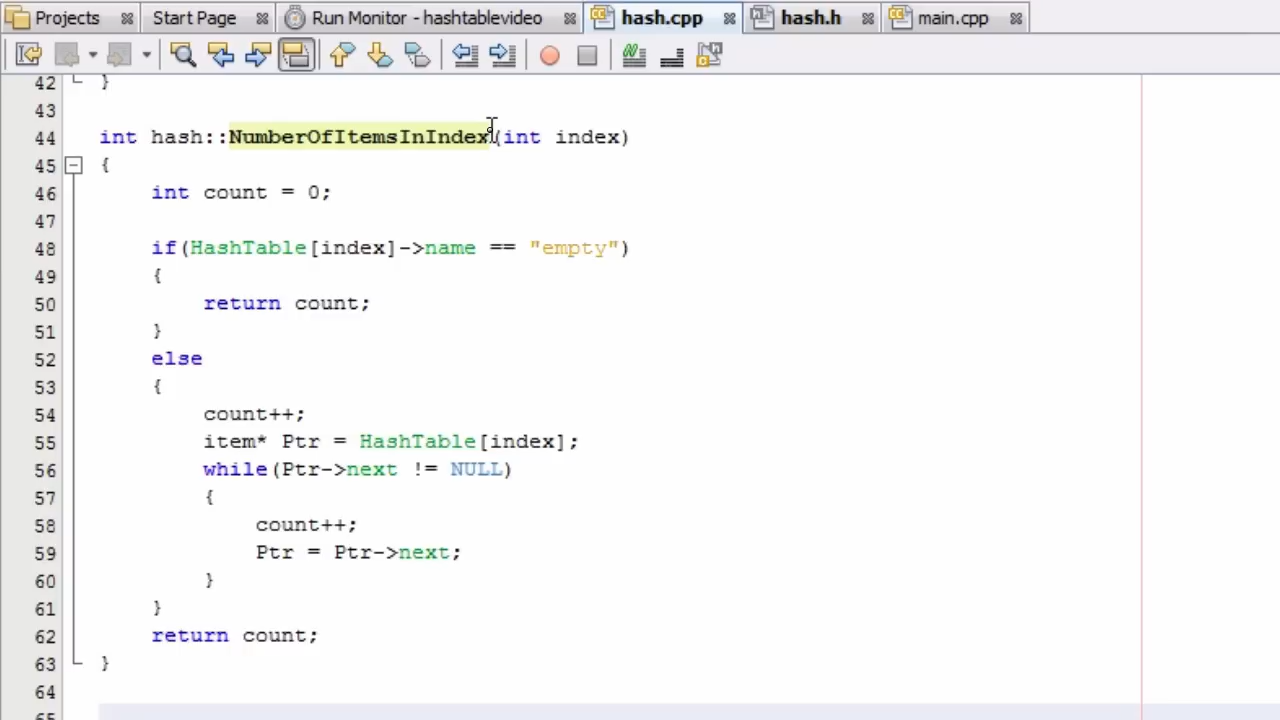 Projects Start Page Run Monitor - hashtablevideo hash.cpp hash.h main.cpp
42 }
43
44 int hash::NumberOfItemsInIndex(int index)
45 {
46 int count = 0;
47
48 if(HashTable[index]->name == "empty")
49 {
50 return count;
51 }
52 else
53 {
54 count++;
55 item* Ptr = HashTable[index];
56 while(Ptr->next != NULL)
57 {
58 count++;
59 Ptr = Ptr->next;
60 }
61 }
62 return count;
63 }
64
65